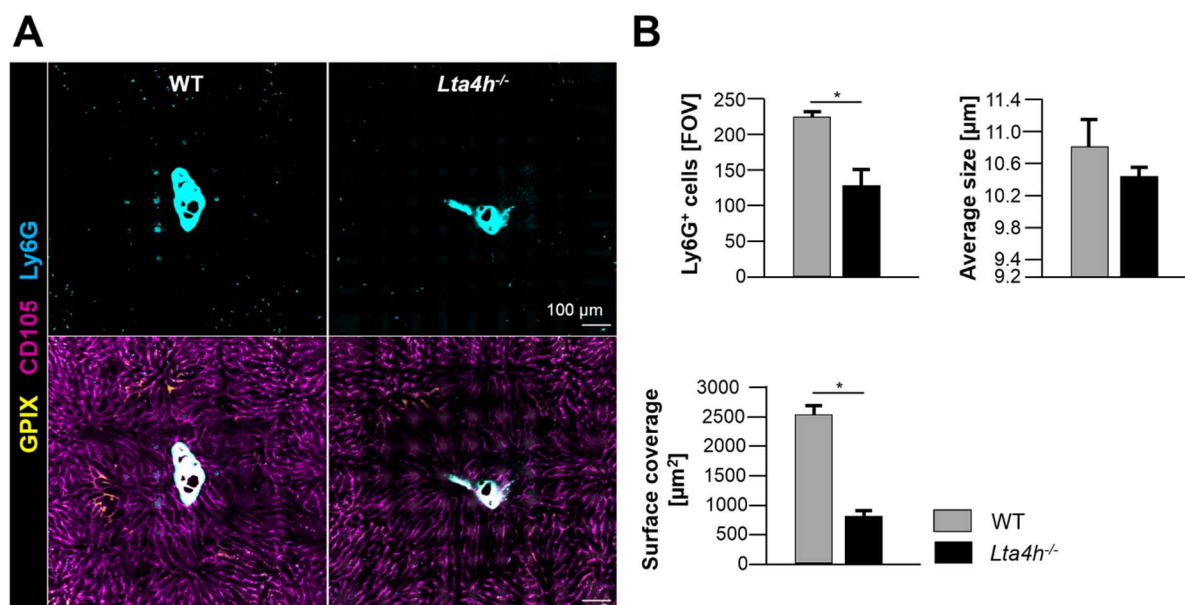 A
B
WT
Lta4h-/-
GPIX CD105 Ly6G
100 µm
Ly6G+ cells [FOV]
250
200
150
100
50
0
*
Average size [µm]
11.4
11.0
10.6
10.2
9.8
9.4
9.2
Surface coverage
[µm²]
3000
2500
2000
1500
1000
500
0
*
WT
Lta4h-/-